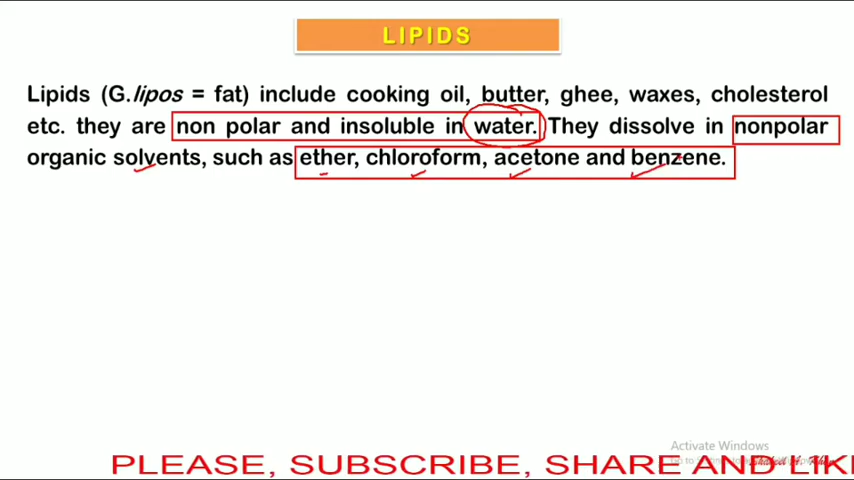 LIPIDS
Lipids (G.lipos = fat) include cooking oil, butter, ghee, waxes, cholesterol
etc. they are non polar and insoluble in water. They dissolve in nonpolar
organic solvents, such as ether, chloroform, acetone and benzene.
Activate Windows
PLEASE, SUBSCRIBE, SHARE AND LIKE